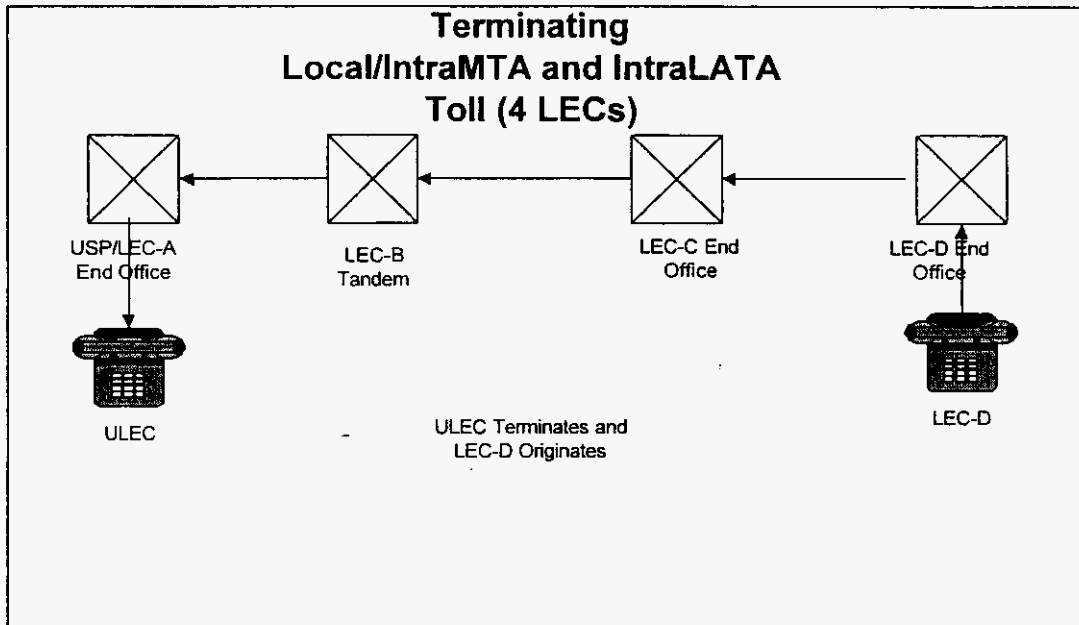 Terminating
Local/IntraMTA and IntraLATA
Toll (4 LECs)
USP/LEC-A
End Office
LEC-B
Tandem
LEC-C End
Office
LEC-D End
Office
ULEC
ULEC Terminates and
LEC-D Originates
LEC-D